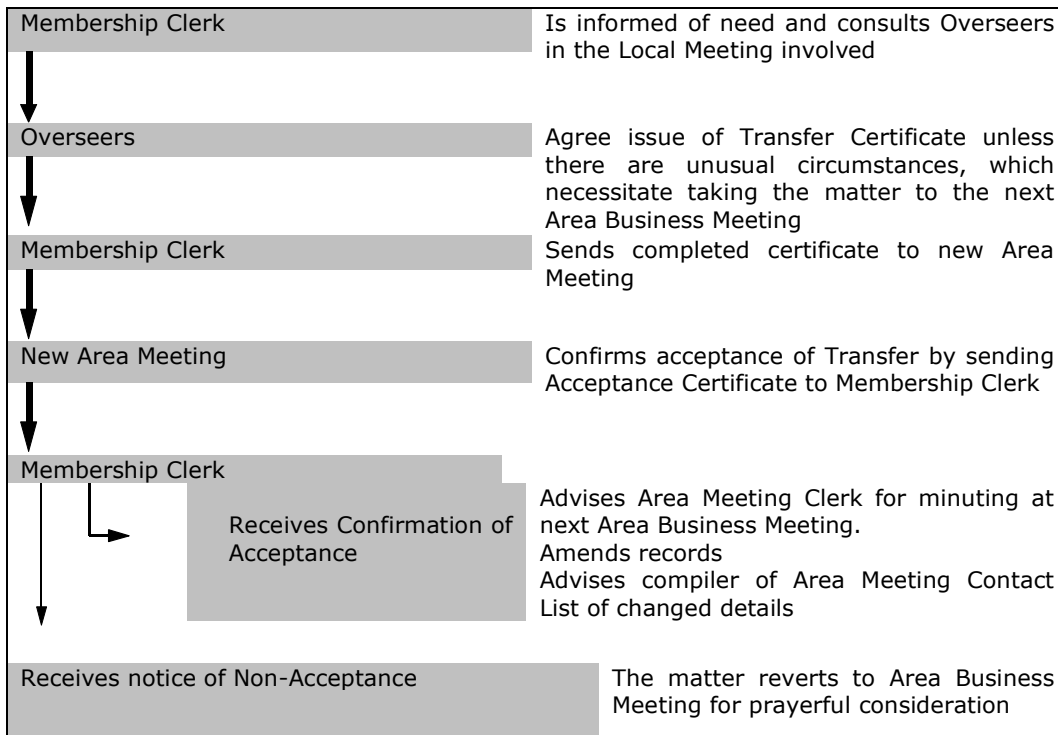 Membership Clerk
Is informed of need and consults Overseers
in the Local Meeting involved
Overseers
Agree issue of Transfer Certificate unless
there are unusual circumstances, which
necessitate taking the matter to the next
Area Business Meeting
Membership Clerk
Sends completed certificate to new Area
Meeting
New Area Meeting
Confirms acceptance of Transfer by sending
Acceptance Certificate to Membership Clerk
Membership Clerk
Receives Confirmation of
Acceptance
Advises Area Meeting Clerk for minuting at
next Area Business Meeting.
Amends records
Advises compiler of Area Meeting Contact
List of changed details
Receives notice of Non-Acceptance
The matter reverts to Area Business
Meeting for prayerful consideration